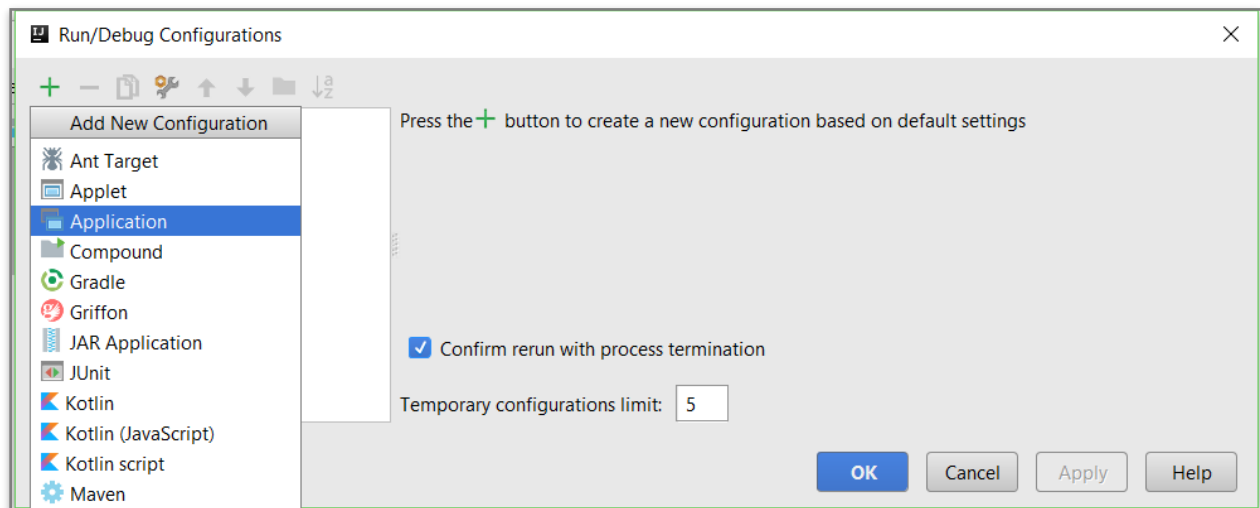 Run/Debug Configurations
Add New Configuration
Press the + button to create a new configuration based on default settings
Ant Target
Applet
Application
Compound
Gradle
Griffon
JAR Application
JUnit
Kotlin
Kotlin (JavaScript)
Kotlin script
Maven
Confirm rerun with process termination
Temporary configurations limit: 5
OK Cancel Apply Help